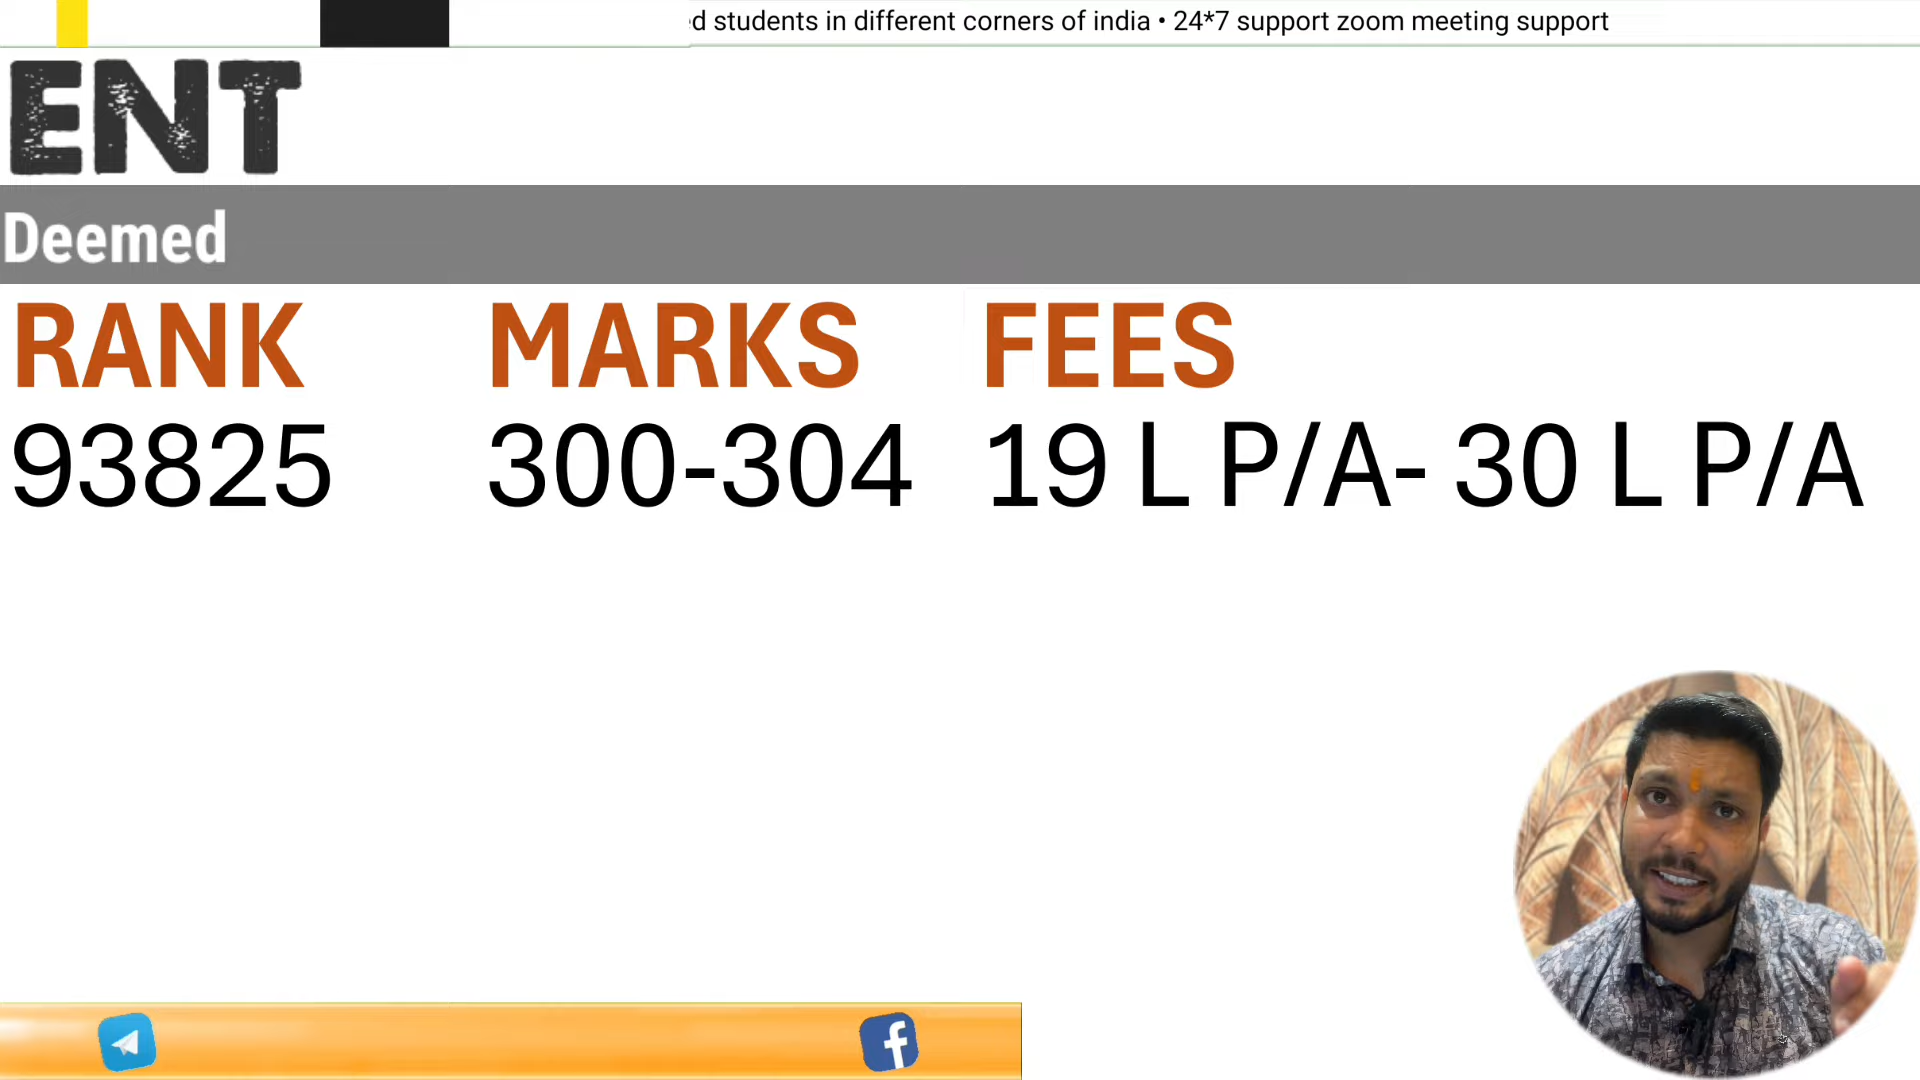 students in different corners of india • 24*7 support zoom meeting support
ENT
Deemed
RANK MARKS FEES
93825 300-304 19 L P/A- 30 L P/A